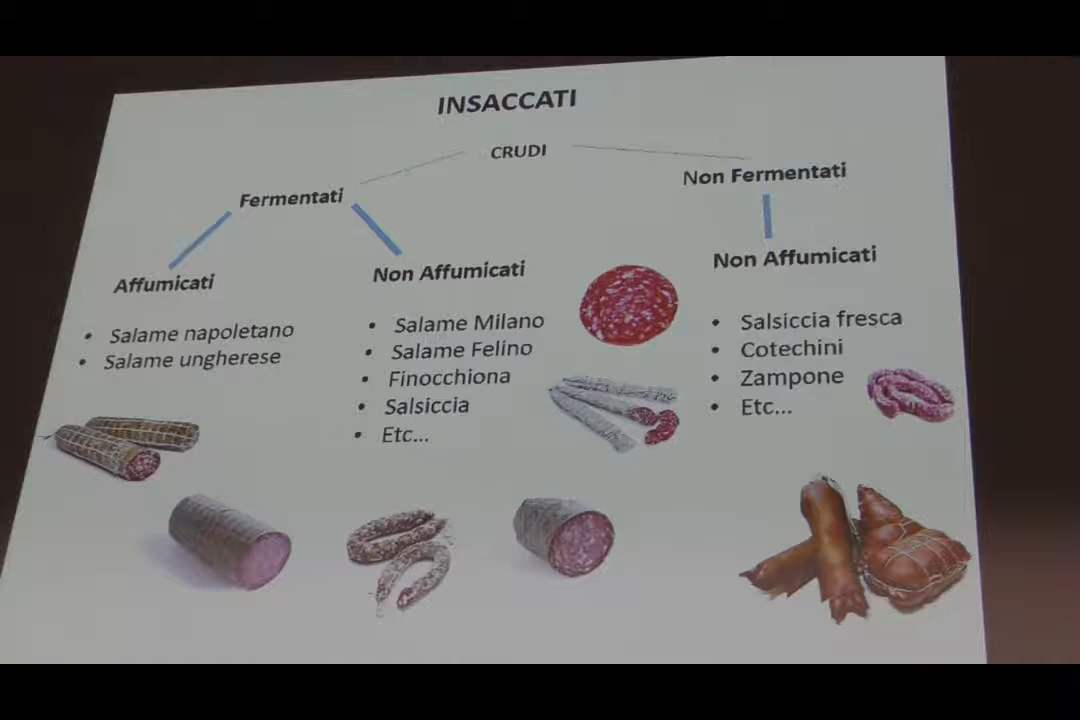 INSACCATI
CRUDI
Fermentati
Non Fermentati
Affumicati
Non Affumicati
Non Affumicati
• Salame napoletano
• Salame ungherese
• Salame Milano
• Salame Felino
• Finocchiona
• Salsiccia
• Etc...
• Salsiccia fresca
• Cotechini
• Zampone
• Etc...